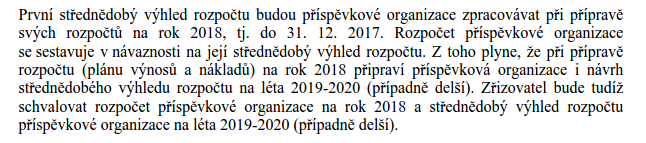 První střednědobý výhled rozpočtu budou příspěvkové organizace zpracovávat při přípravě
svých rozpočtů na rok 2018, tj. do 31. 12. 2017. Rozpočet příspěvkové organizace
se sestavuje v návaznosti na její střednědobý výhled rozpočtu. Z toho plyne, že při přípravě
rozpočtu (plánu výnosů a nákladů) na rok 2018 připraví příspěvková organizace i návrh
střednědobého výhledu rozpočtu na léta 2019-2020 (případně delší). Zřizovatel bude tudíž
schvalovat rozpočet příspěvkové organizace na rok 2018 a střednědobý výhled rozpočtu
příspěvkové organizace na léta 2019-2020 (případně delší).